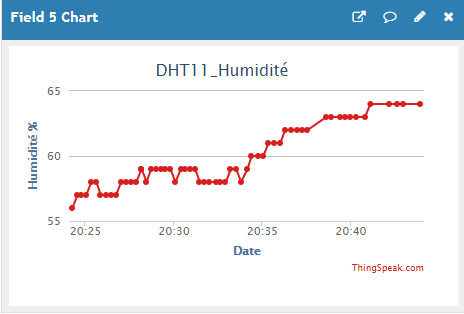 Field 5 Chart
DHT11_Humidité
Humidité %
65
60
55
20:25
20:30
20:35
20:40
Date
ThingSpeak.com